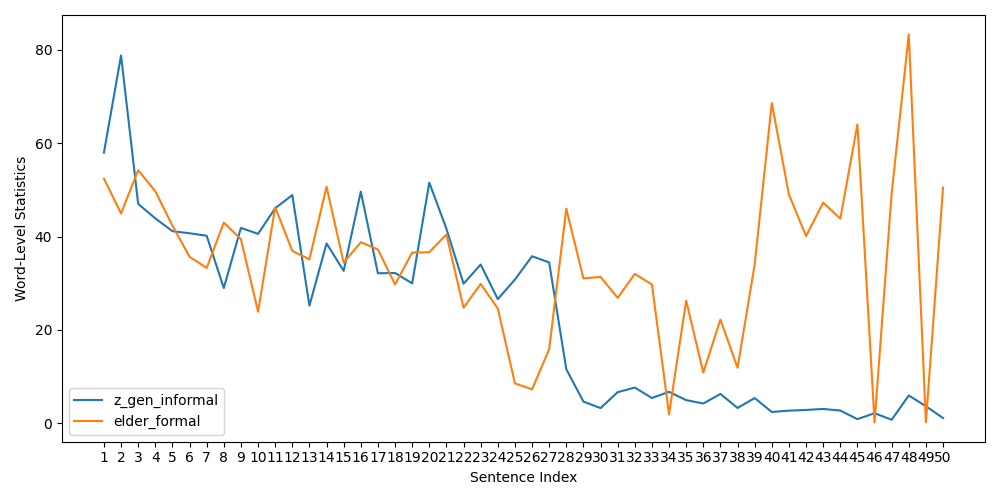 80
60
40
20
0
Word-Level Statistics
z_gen_informal
elder_formal
1 2 3 4 5 6 7 8 9 10 11 12 13 14 15 16 17 18 19 20 21 22 23 24 25 26 27 28 29 30 31 32 33 34 35 36 37 38 39 40 41 42 43 44 45 46 47 48 49 50
Sentence Index